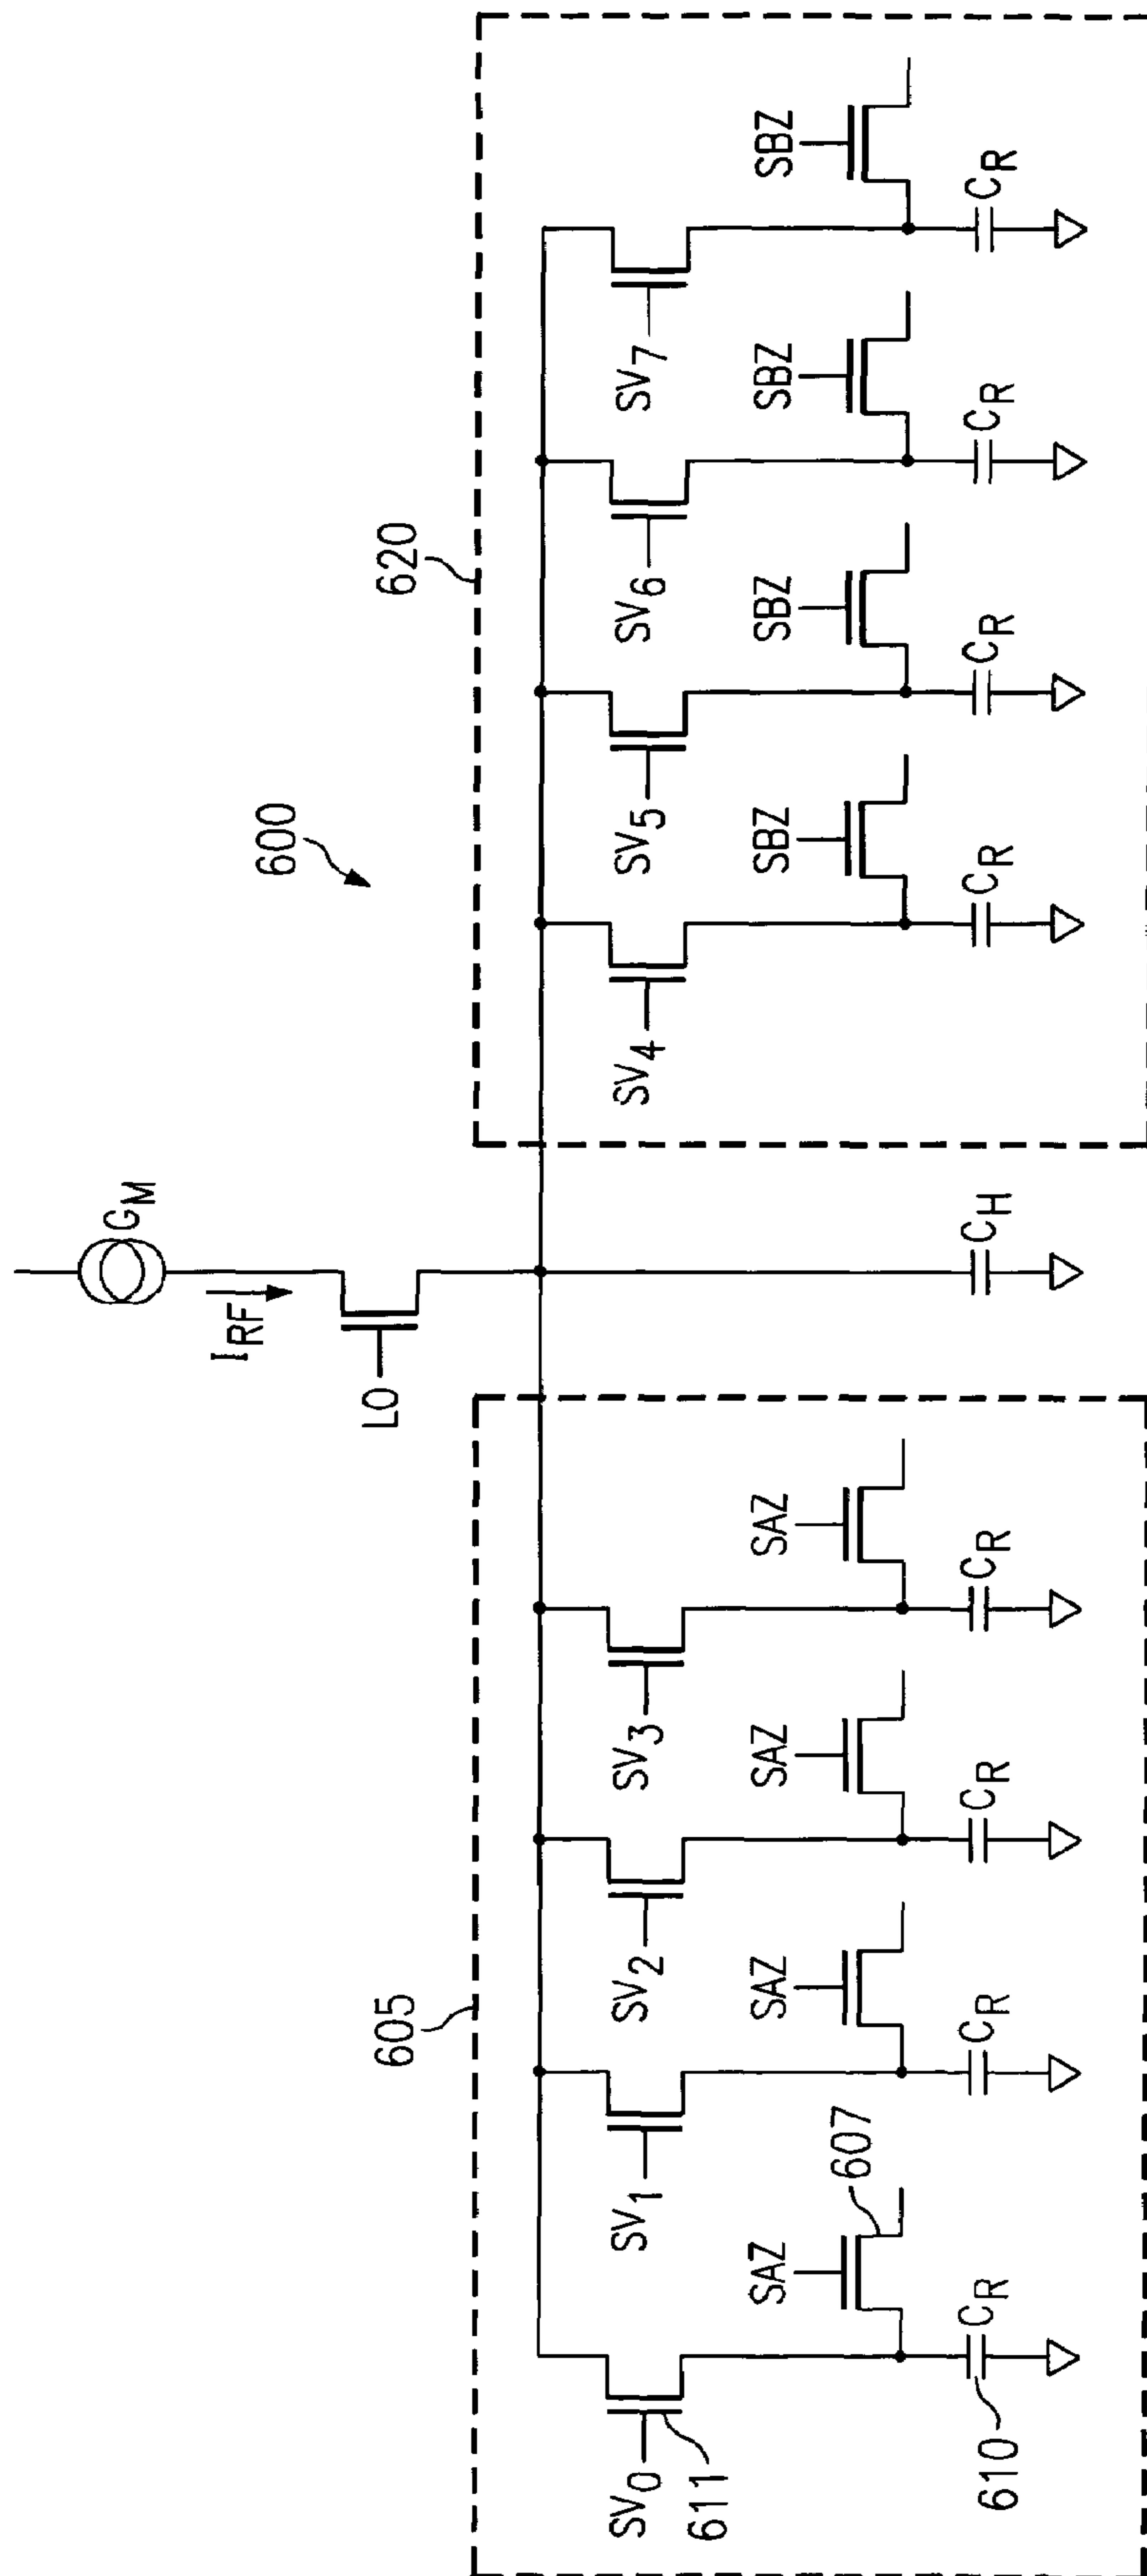 600
G_M
I_RF
LO
605
620
SV_0
611
SV_1
SV_2
SV_3
SV_4
SV_5
SV_6
SV_7
SAZ
607
SAZ
SAZ
SAZ
SBZ
SBZ
SBZ
SBZ
610
C_R
C_R
C_R
C_R
C_H
C_R
C_R
C_R
C_R